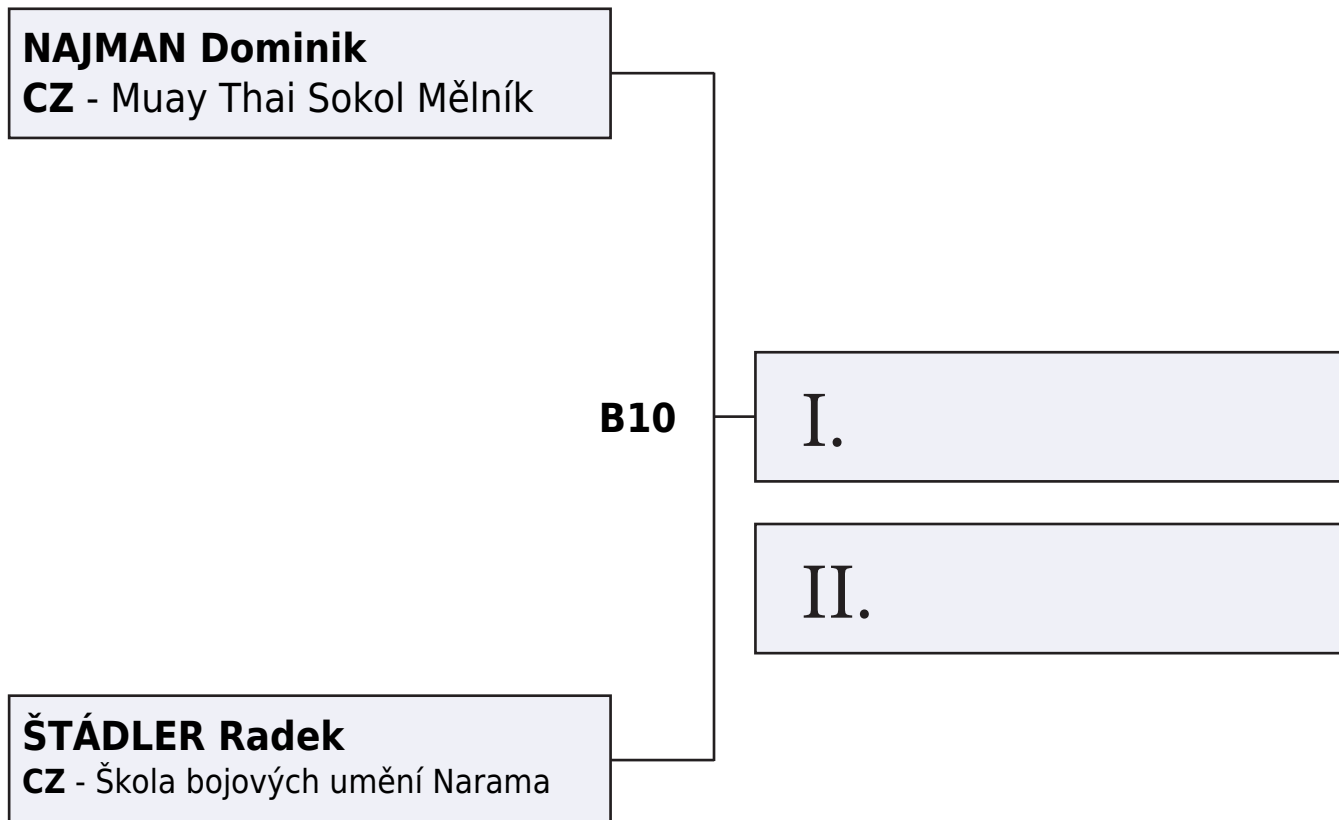 NAJMAN Dominik
CZ - Muay Thai Sokol Mělník
B10
I.
II.
ŠTÁDLER Radek
CZ - Škola bojových umění Narama